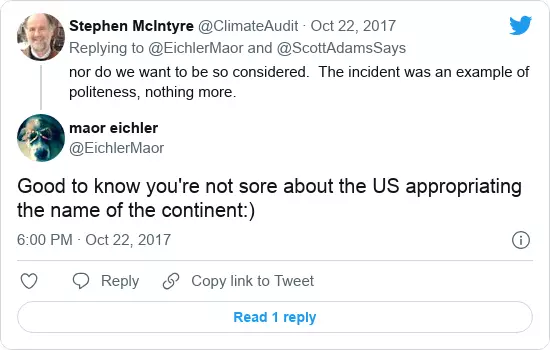 Stephen McIntyre @ClimateAudit · Oct 22, 2017
Replying to @EichlerMaor and @ScottAdamsSays
nor do we want to be so considered.  The incident was an example of
politeness, nothing more.
maor eichler
@EichlerMaor
Good to know you're not sore about the US appropriating
the name of the continent:)
6:00 PM · Oct 22, 2017
Reply
Copy link to Tweet
Read 1 reply